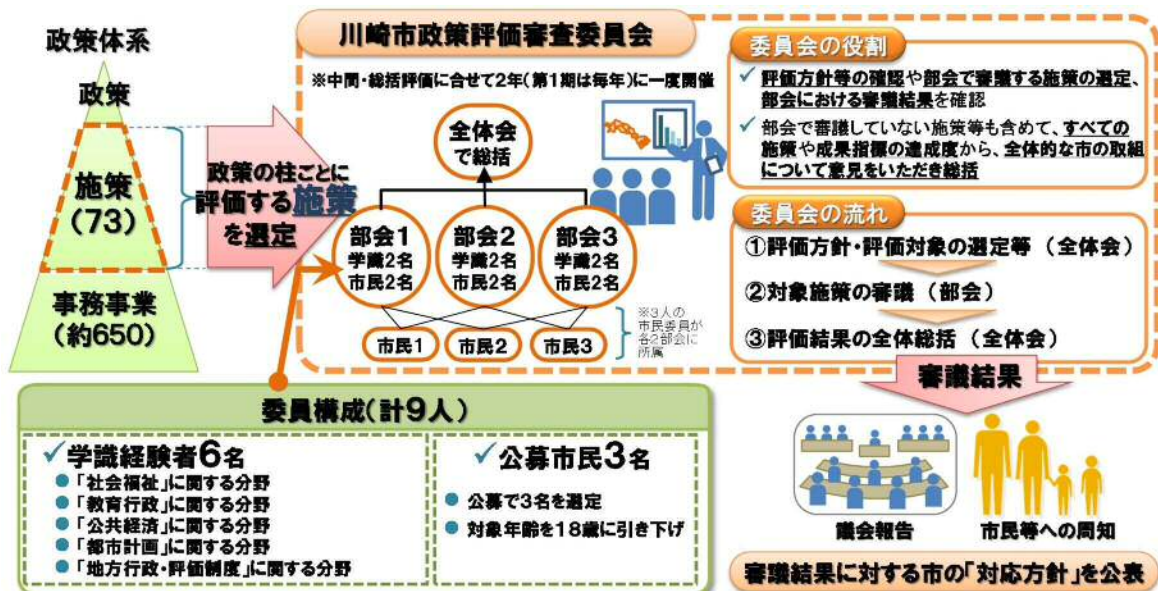 政策体系
政策
施策
(73)
事務事業
(約650)
政策の柱ごとに
評価する施策
を選定
川崎市政策評価審査委員会
※中間・総括評価に合せて2年(第1期は毎年)に一度開催
全体会
で総括
部会1
学識2名
市民2名
部会2
学識2名
市民2名
部会3
学識2名
市民2名
市民1
市民2
市民3
※3人の
市民委員が
各2部会に
所属
委員会の役割
✓ 評価方針等の確認や部会で審議する施策の選定、
部会における審議結果を確認
✓ 部会で審議していない施策等も含めて、すべての
施策や成果指標の達成度から、全体的な市の取組
について意見をいただき総括
委員会の流れ
①評価方針・評価対象の選定等 (全体会)
②対象施策の審議 (部会)
③評価結果の全体総括 (全体会)
審議結果
議会報告
市民等への周知
審議結果に対する市の「対応方針」を公表
委員構成(計9人)
✓学識経験者6名
● 「社会福祉」に関する分野
● 「教育行政」に関する分野
● 「公共経済」に関する分野
● 「都市計画」に関する分野
● 「地方行政・評価制度」に関する分野
✓公募市民3名
● 公募で3名を選定
● 対象年齢を18歳に引き下げ